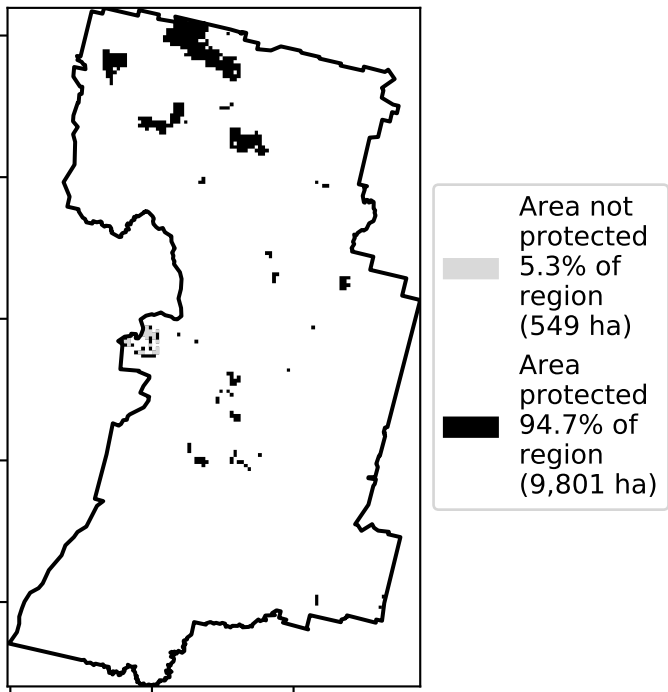 Area not
protected
5.3% of
region
(549 ha)
Area
protected
94.7% of
region
(9,801 ha)